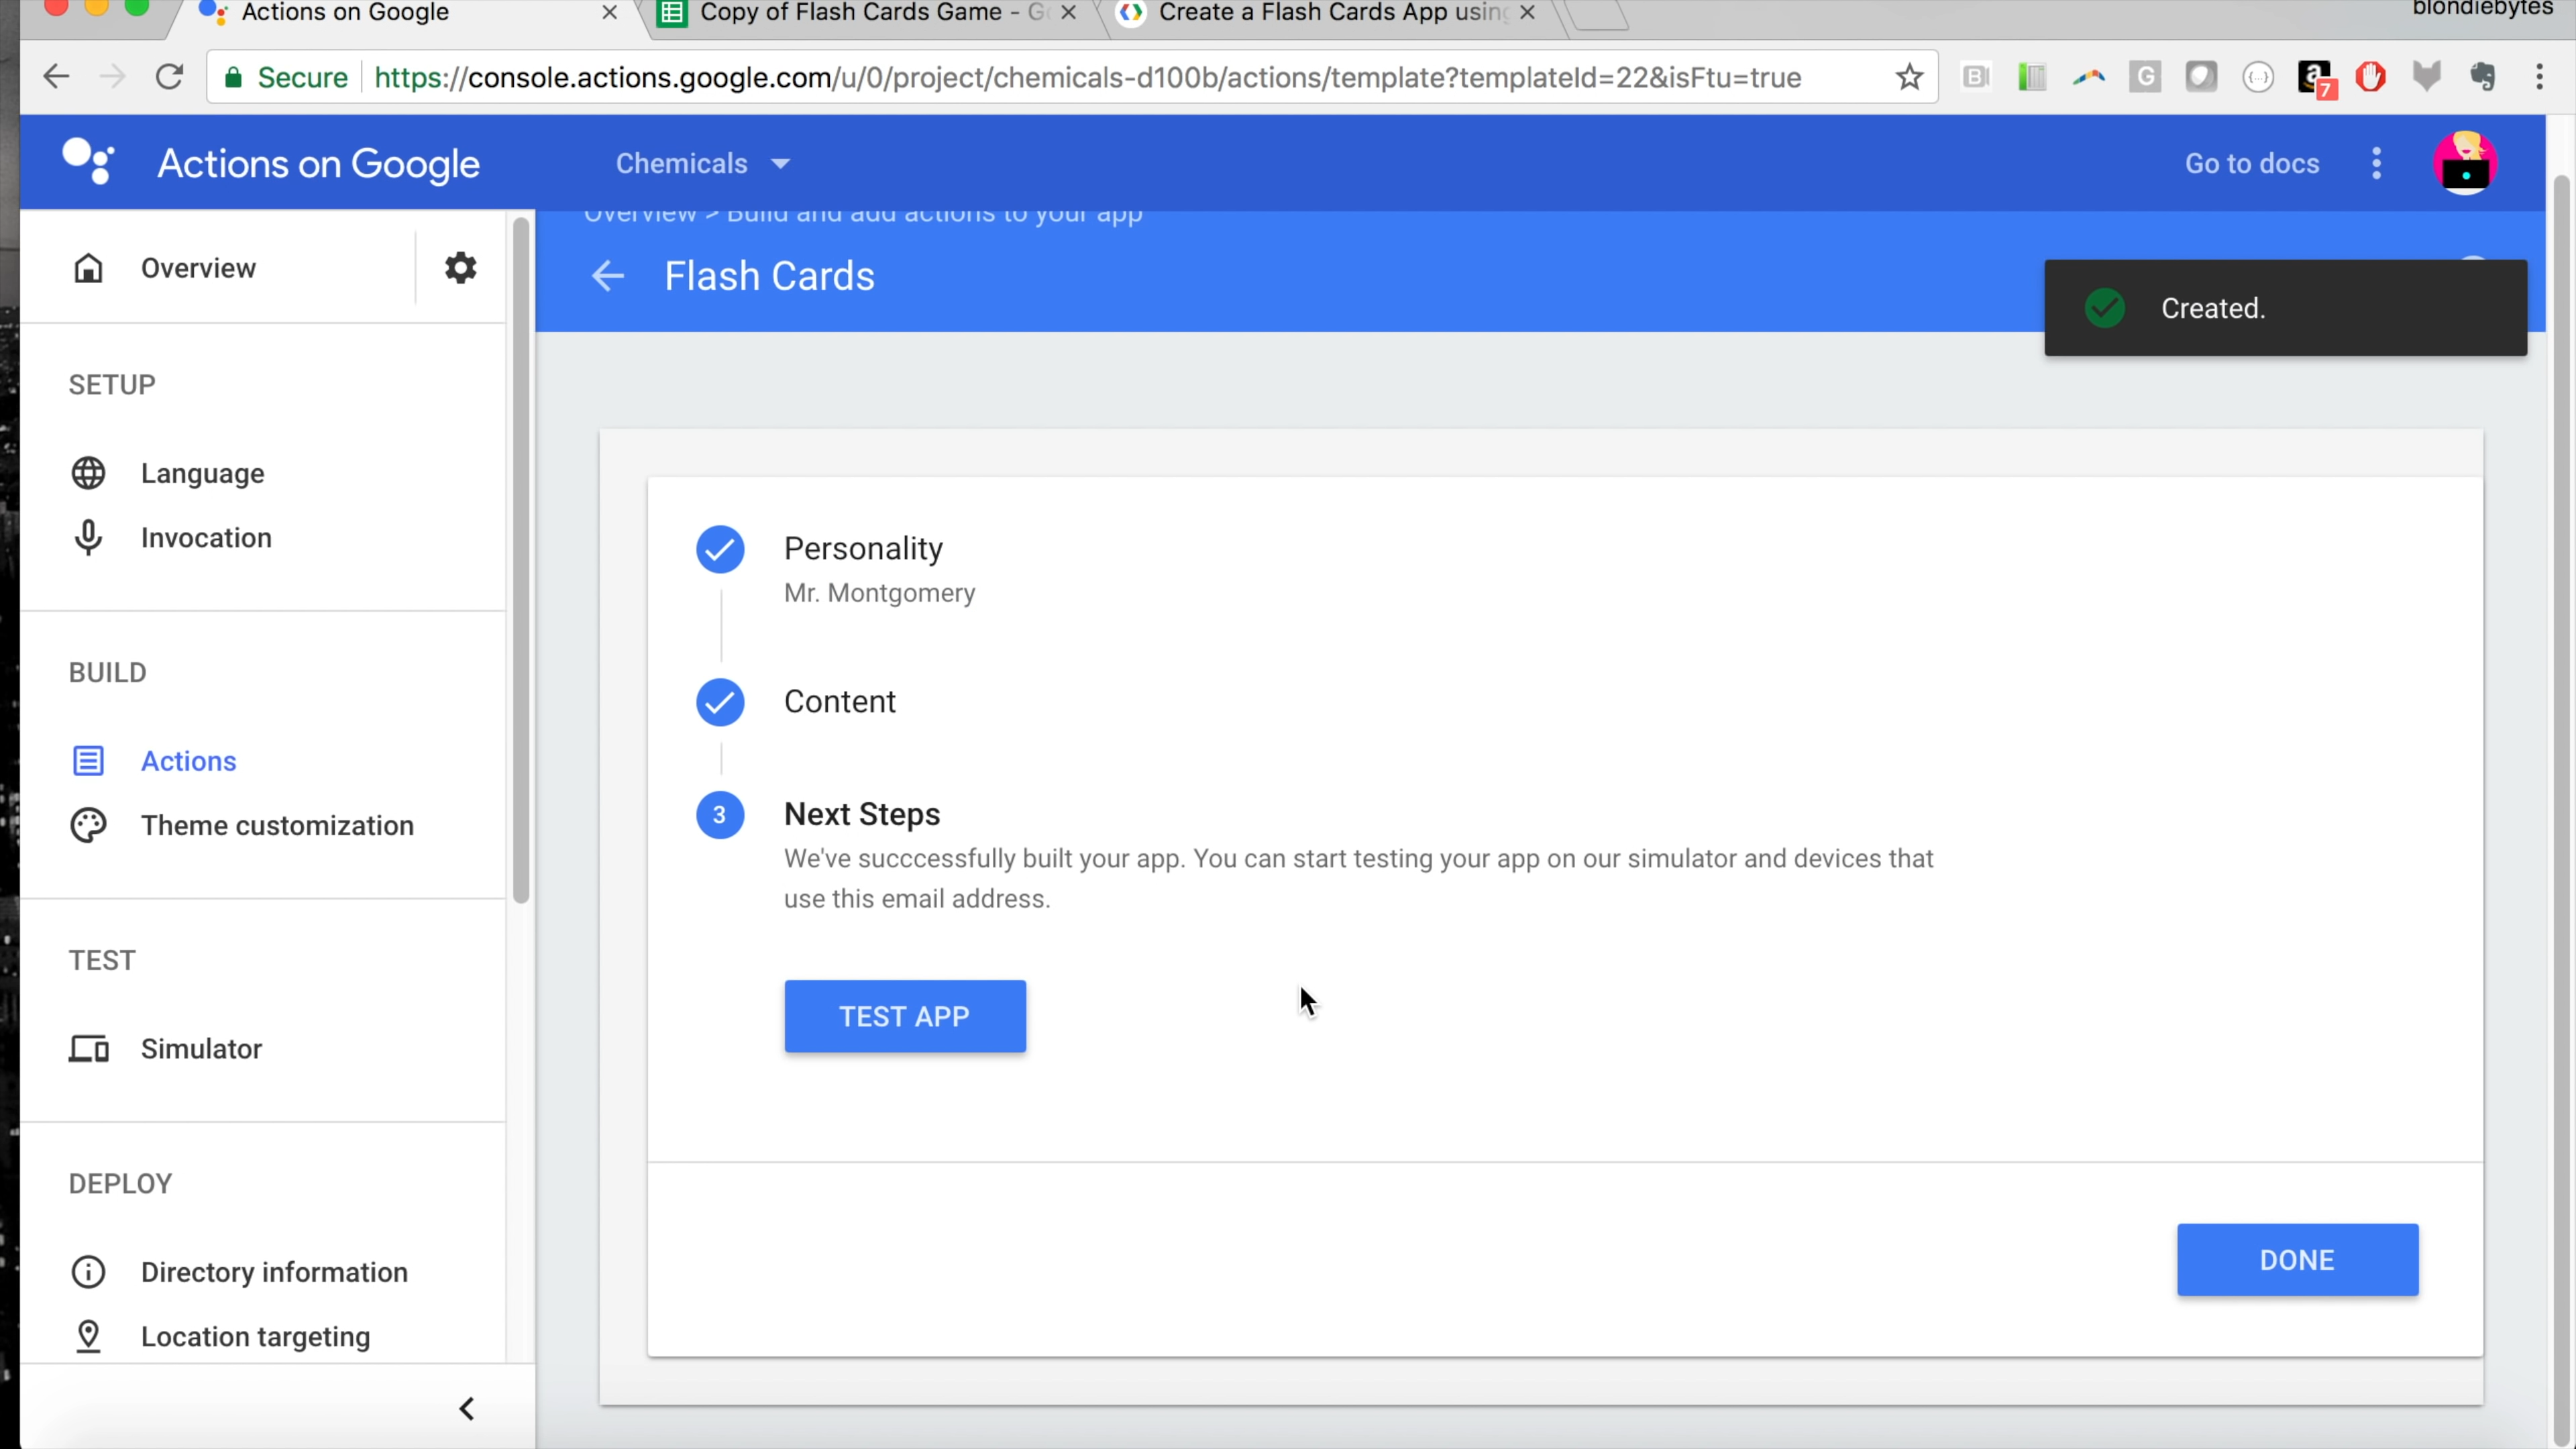 Actions on Google
Copy of Flash Cards Game - G
Create a Flash Cards App using
blondiebytes
Secure
https://console.actions.google.com/u/0/project/chemicals-d100b/actions/template?templateId=22&isFtu=true
7
Actions on Google
Chemicals
Go to docs
Overview > Build and add actions to your app
Flash Cards
Created.
Overview
SETUP
Language
Invocation
BUILD
Actions
Theme customization
TEST
Simulator
DEPLOY
Directory information
Location targeting
Personality
Mr. Montgomery
Content
3
Next Steps
We've succcessfully built your app. You can start testing your app on our simulator and devices that
use this email address.
TEST APP
DONE